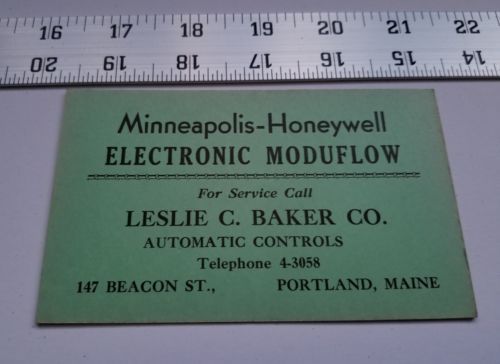 16 17 18 19 20 21 22
20 19 18 17 16 15 14
Minneapolis-Honeywell
ELECTRONIC MODUFLOW
For Service Call
LESLIE C. BAKER CO.
AUTOMATIC CONTROLS
Telephone 4-3058
147 BEACON ST., PORTLAND, MAINE